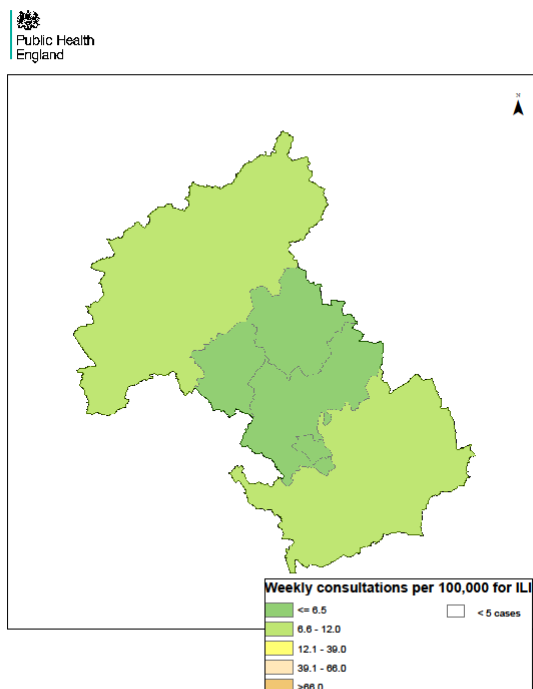 Public Health
England
N
Weekly consultations per 100,000 for ILI
<= 6.5
< 5 cases
6.6 - 12.0
12.1 - 39.0
39.1 - 66.0
>66.0